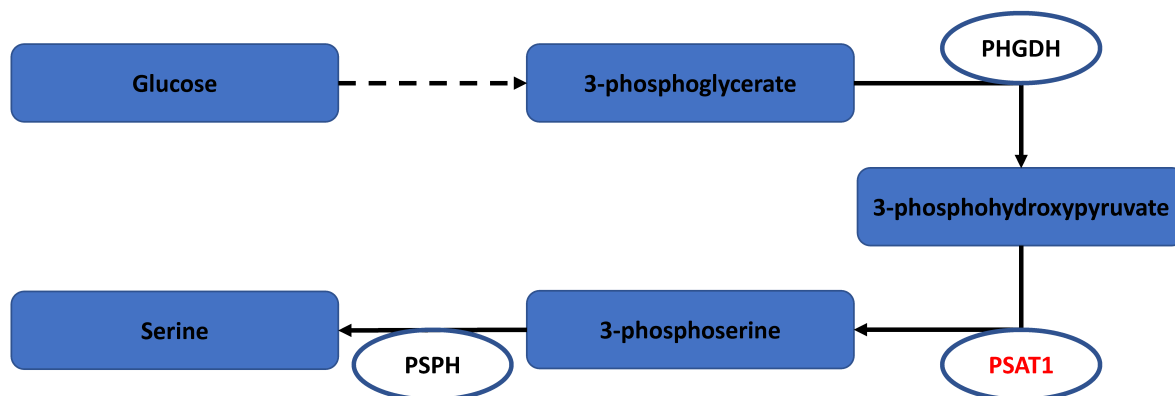 Glucose
3-phosphoglycerate
PHGDH
3-phosphohydroxypyruvate
Serine
3-phosphoserine
PSPH
PSAT1